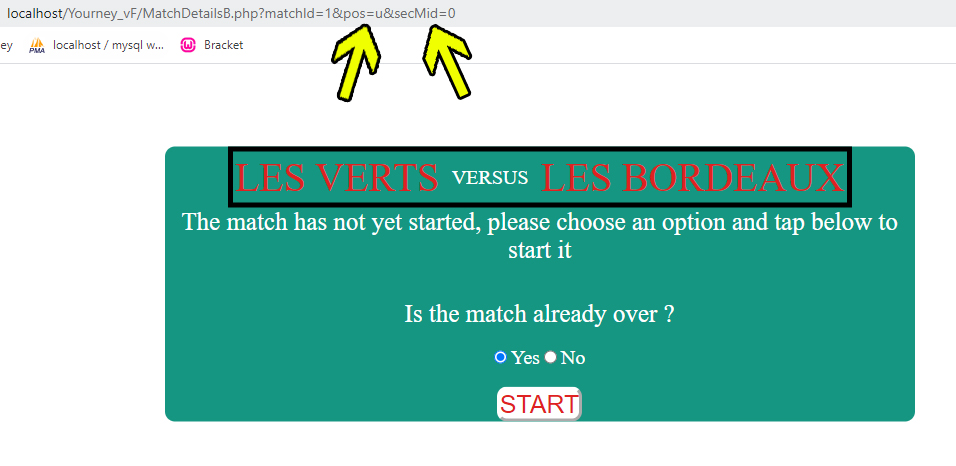 localhost/Yourney_vF/MatchDetailsB.php?matchId=1&pos=u&secMid=0
ey PMA localhost / mysql w... Bracket
LES VERTS VERSUS LES BORDEAUX
The match has not yet started, please choose an option and tap below to
start it
Is the match already over ?
Yes No
START